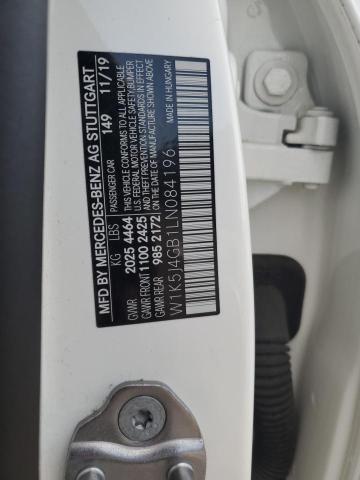 MFD BY MERCEDES-BENZ AG STUTTGART
PASSENGER CAR 149 11/19
KG LBS
GVWR 2025 4464
GAWR FRONT 1100 2425
GAWR REAR 985 2172
THIS VEHICLE CONFORMS TO ALL APPLICABLE
U.S. FEDERAL MOTOR VEHICLE SAFETY, BUMPER
AND THEFT PREVENTION STANDARDS IN EFFECT
ON THE DATE OF MANUFACTURE SHOWN ABOVE
MADE IN HUNGARY
W1K5J4GB1LN084196